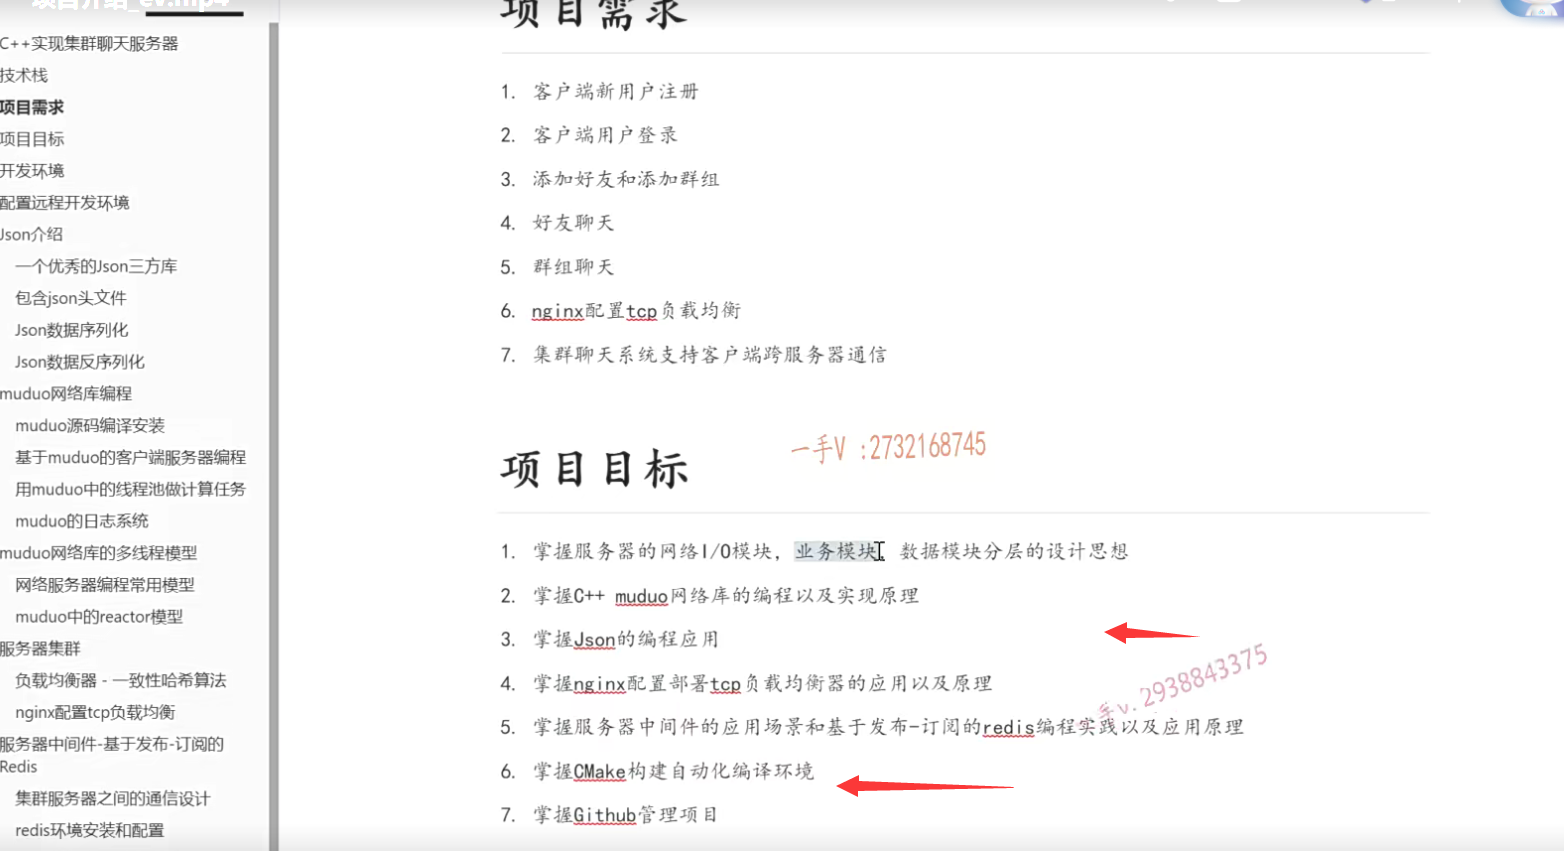 项目介绍_ev.mp4
C++实现集群聊天服务器
技术栈
项目需求
项目目标
开发环境
配置远程开发环境
Json介绍
一个优秀的Json三方库
包含json头文件
Json数据序列化
Json数据反序列化
muduo网络库编程
muduo源码编译安装
基于muduo的客户端服务器编程
用muduo中的线程池做计算任务
muduo的日志系统
muduo网络库的多线程模型
网络服务器编程常用模型
muduo中的reactor模型
服务器集群
负载均衡器 - 一致性哈希算法
nginx配置tcp负载均衡
服务器中间件-基于发布-订阅的
Redis
集群服务器之间的通信设计
redis环境安装和配置
项目需求
1. 客户端新用户注册
2. 客户端用户登录
3. 添加好友和添加群组
4. 好友聊天
5. 群组聊天
6. nginx配置tcp负载均衡
7. 集群聊天系统支持客户端跨服务器通信
一手V :2732168745
项目目标
1. 掌握服务器的网络I/O模块，业务模块 数据模块分层的设计思想
2. 掌握C++ muduo网络库的编程以及实现原理
3. 掌握Json的编程应用
4. 掌握nginx配置部署tcp负载均衡器的应用以及原理
一手v.2938843375
5. 掌握服务器中间件的应用场景和基于发布-订阅的redis编程实践以及应用原理
6. 掌握CMake构建自动化编译环境
7. 掌握Github管理项目